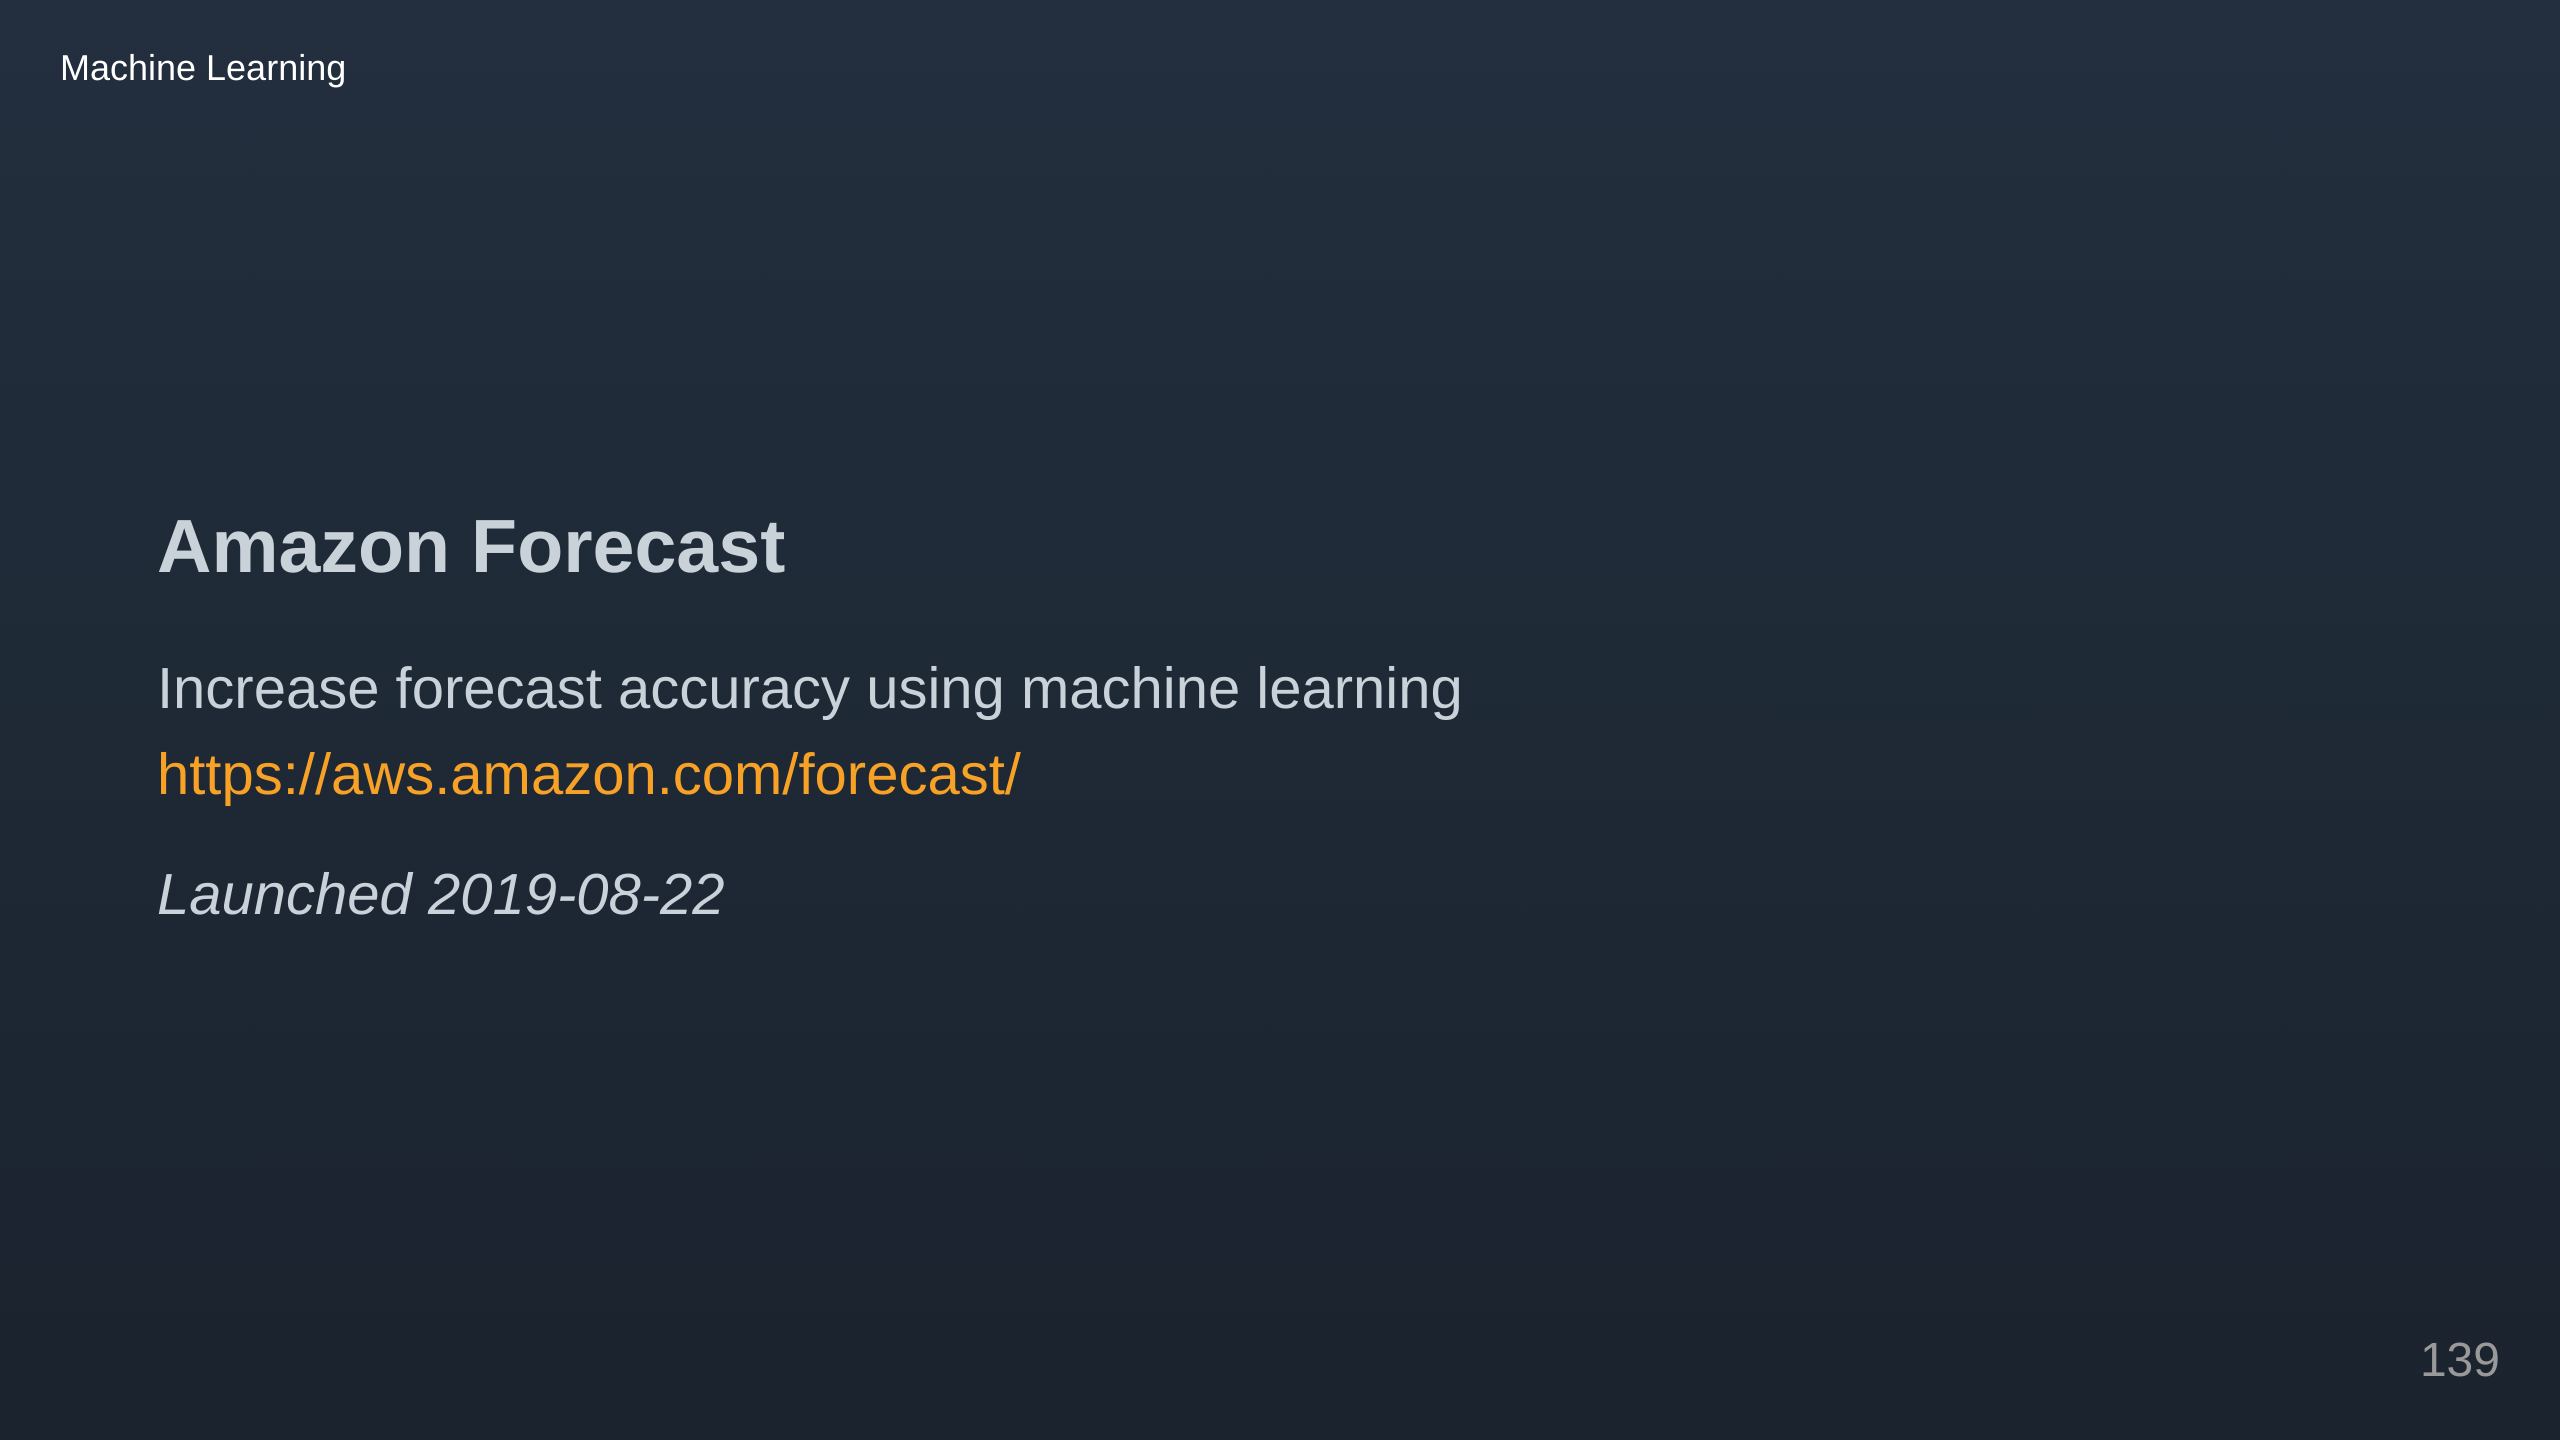 Machine Learning
Amazon Forecast
Increase forecast accuracy using machine learning
https://aws.amazon.com/forecast/
Launched 2019-08-22
139